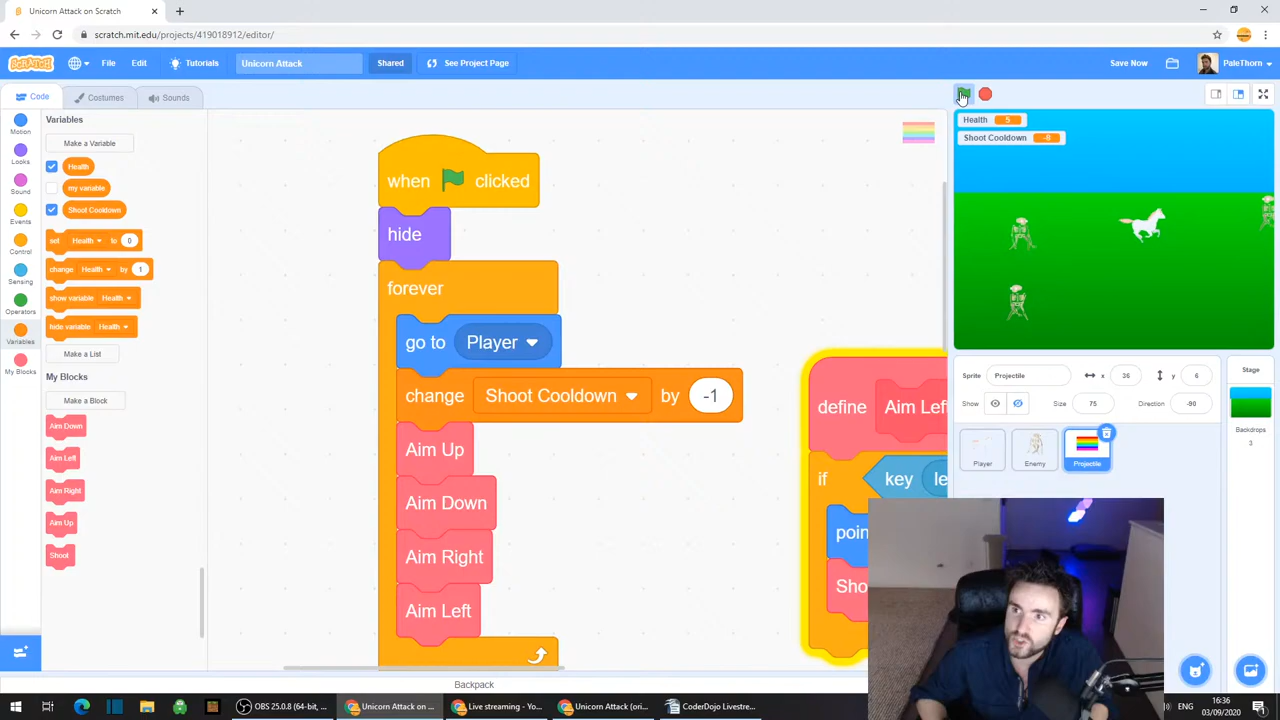 Unicorn Attack on Scratch
scratch.mit.edu/projects/419018912/editor/
SCRATCH
File
Edit
Tutorials
Unicorn Attack
Shared
See Project Page
Save Now
PaleThorn
Code
Costumes
Sounds
Motion
Looks
Sound
Events
Control
Sensing
Operators
Variables
My Blocks
Variables
Make a Variable
Health
my variable
Shoot Cooldown
set Health to 0
change Health by 1
show variable Health
hide variable Health
Make a List
My Blocks
Make a Block
Aim Down
Aim Left
Aim Right
Aim Up
Shoot
when clicked
hide
forever
go to Player
change Shoot Cooldown by -1
Aim Up
Aim Down
Aim Right
Aim Left
define Aim Left
if key le
poin
Sho
Health 5
Shoot Cooldown -8
Sprite Projectile x 36 y 6
Show Size 75 Direction -90
Player
Enemy
Projectile
Stage
Backdrops
3
Backpack
OBS 25.0.8 (64-bit, ...
Unicorn Attack on ...
Live streaming - Yo...
Unicorn Attack (ori...
CoderDojo Livestre...
16:36
03/09/2020